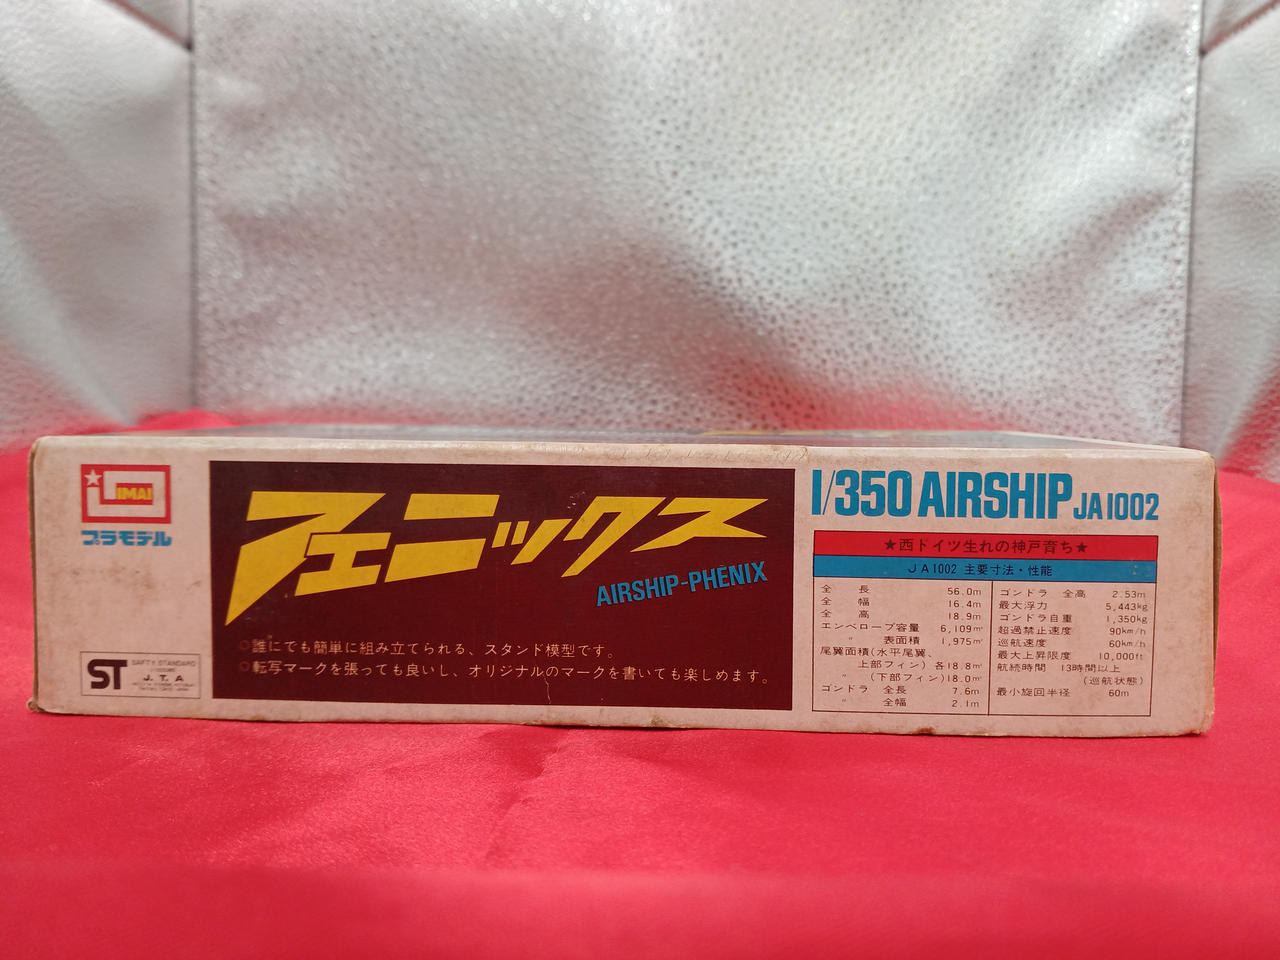 IMAI
プラモデル
ST
SAFTY STANDARD
J. T. A
フェニックス
AIRSHIP-PHĒNIX
○誰にでも簡単に組み立てられる、スタンド模型です。
○転写マークを張っても良いし、オリジナルのマークを書いても楽しめます。
1/350 AIRSHIP JA1002
★西ドイツ生れの神戸育ち★
JA1002 主要寸法・性能
全 長 56.0m
全 幅 16.4m
全 高 18.9m
エンベロープ容量 6,109㎥
〃 表面積 1,975㎡
尾翼面積(水平尾翼、
上部フィン) 各18.8㎡
〃 (下部フィン)18.0㎡
ゴンドラ 全長 7.6m
〃 全幅 2.1m
ゴンドラ 全高 2.53m
最大浮力 5,443kg
ゴンドラ自重 1,350kg
超過禁止速度 90km/h
巡航速度 60km/h
最大上昇限度 10,000ft
航続時間 13時間以上
(巡航状態)
最小旋回半径 60m